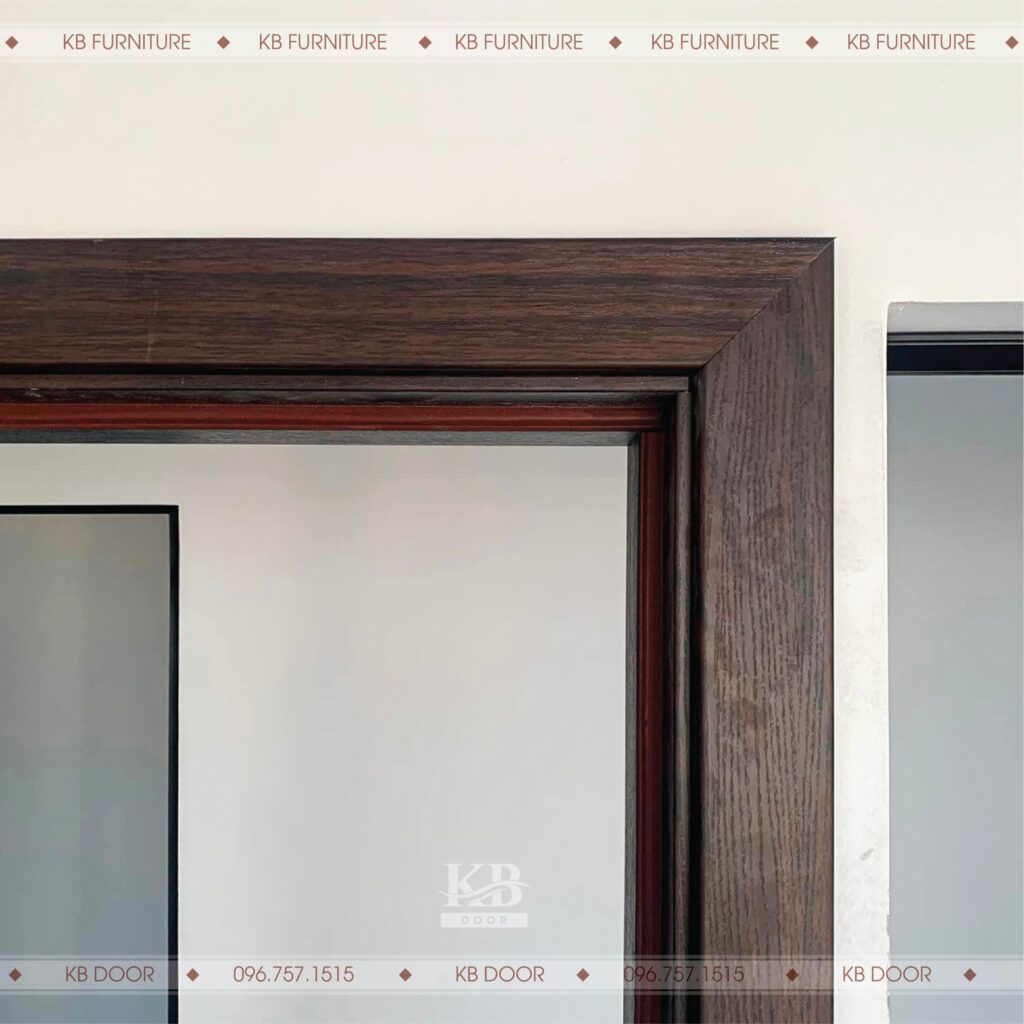 ◆ KB FURNITURE ◆ KB FURNITURE ◆ KB FURNITURE ◆ KB FURNITURE ◆ KB FURNITURE ◆
KB
DOOR
◆ KB DOOR ◆ 096.757.1515 ◆ KB DOOR ◆ 096.757.1515 ◆ KB DOOR ◆